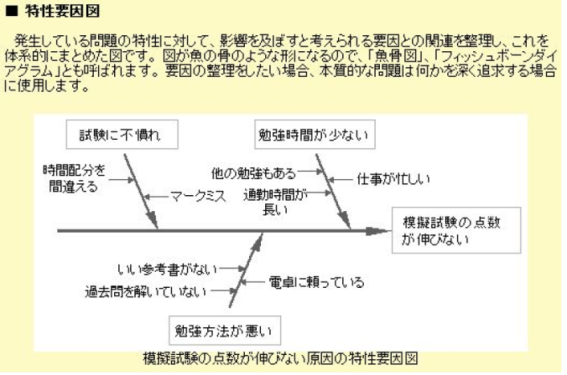 ■ 特性要因図
発生している問題の特性に対して、影響を及ぼすと考えられる要因との関連を整理し、これを
体系的にまとめた図です。図が魚の骨のような形になるので、「魚骨図」、「フィッシュボーンダイ
アグラム」とも呼ばれます。要因の整理をしたい場合、本質的な問題は何かを深く追求する場合
に使用します。
試験に不慣れ
勉強時間が少ない
時間配分を
間違える
マークミス
他の勉強もある
仕事が忙しい
通勤時間が
長い
模擬試験の点数
が伸びない
いい参考書がない
過去問を解いていない
電卓に頼っている
勉強方法が悪い
模擬試験の点数が伸びない原因の特性要因図